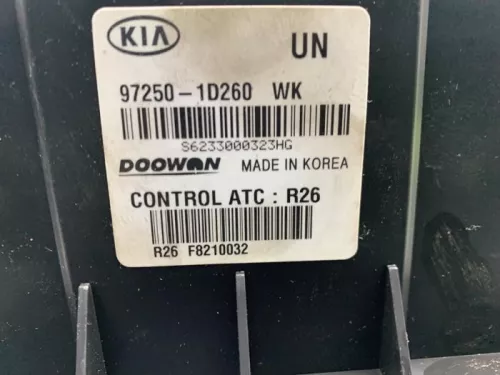 KIA UN
97250-1D260 WK
S6233000323HG
DOOWON MADE IN KOREA
CONTROL ATC : R26
R26 F8210032